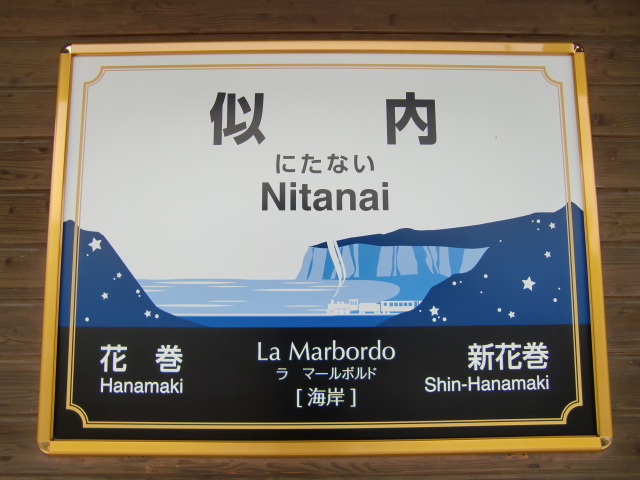 似 内
にたない
Nitanai
花 巻
Hanamaki
La Marbordo
ラ マールボルド
[ 海岸 ]
新花巻
Shin-Hanamaki